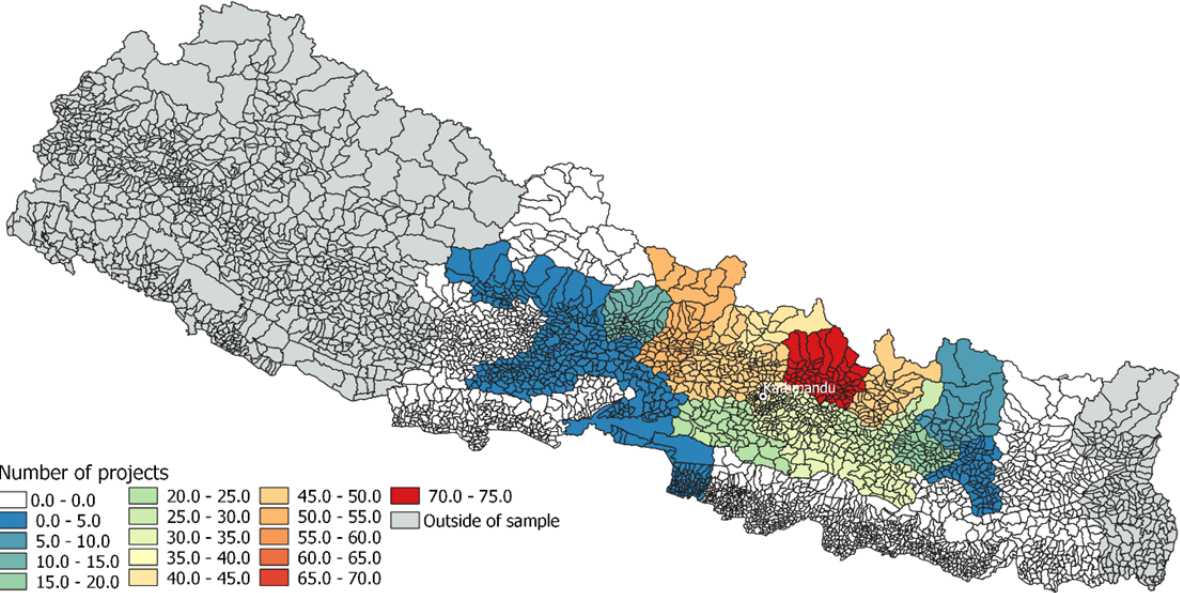 Kathmandu
Number of projects
0.0 - 0.0
0.0 - 5.0
5.0 - 10.0
10.0 - 15.0
15.0 - 20.0
20.0 - 25.0
25.0 - 30.0
30.0 - 35.0
35.0 - 40.0
40.0 - 45.0
45.0 - 50.0
50.0 - 55.0
55.0 - 60.0
60.0 - 65.0
65.0 - 70.0
70.0 - 75.0
Outside of sample